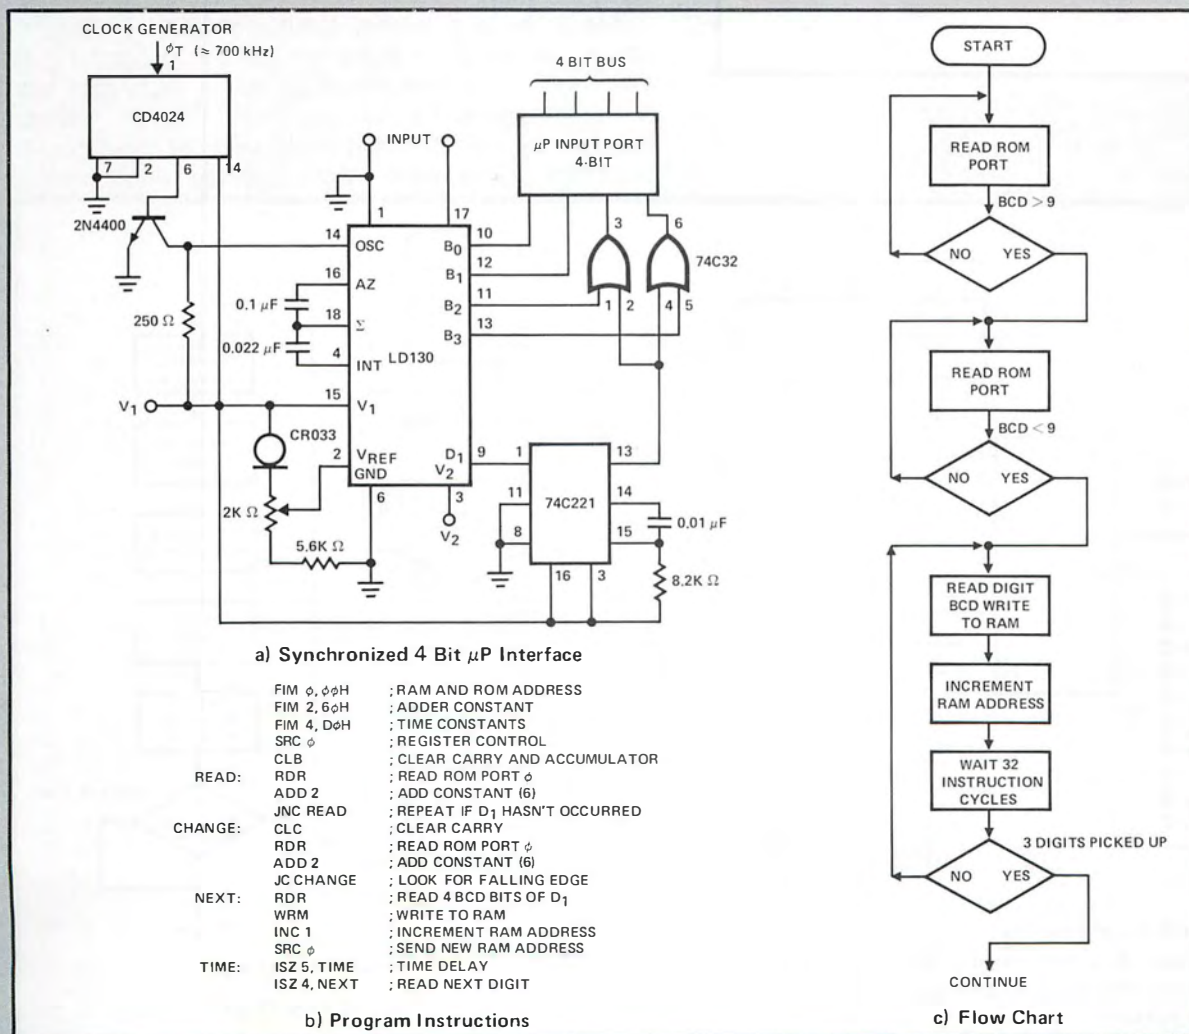 CLOCK GENERATOR
ϕT (≈ 700 kHz)
1
CD4024
7 2 6 14
2N4400
INPUT
1 17
4 BIT BUS
μP INPUT PORT
4-BIT
3 6
74C32
1 2 4 5
14 OSC
16 AZ
0.1 μF
18 Σ
0.022 μF
4 INT
LD130
250 Ω
V1
15 V1
CR033
2 VREF
GND
6
2K Ω
5.6K Ω
10 B0
12 B1
11 B2
13 B3
D1 9
V2
3
V2
1 13
11 14
74C221
8 15
16 3
0.01 μF
8.2K Ω
a) Synchronized 4 Bit μP Interface
FIM ϕ, ϕϕH ; RAM AND ROM ADDRESS
FIM 2, 6ϕH ; ADDER CONSTANT
FIM 4, DϕH ; TIME CONSTANTS
SRC ϕ ; REGISTER CONTROL
CLB ; CLEAR CARRY AND ACCUMULATOR
READ: RDR ; READ ROM PORT ϕ
ADD 2 ; ADD CONSTANT (6)
JNC READ ; REPEAT IF D1 HASN'T OCCURRED
CHANGE: CLC ; CLEAR CARRY
RDR ; READ ROM PORT ϕ
ADD 2 ; ADD CONSTANT (6)
JC CHANGE ; LOOK FOR FALLING EDGE
NEXT: RDR ; READ 4 BCD BITS OF D1
WRM ; WRITE TO RAM
INC 1 ; INCREMENT RAM ADDRESS
SRC ϕ ; SEND NEW RAM ADDRESS
TIME: ISZ 5, TIME ; TIME DELAY
ISZ 4, NEXT ; READ NEXT DIGIT
b) Program Instructions
START
READ ROM
PORT
BCD > 9
NO YES
READ ROM
PORT
BCD < 9
NO YES
READ DIGIT
BCD WRITE
TO RAM
INCREMENT
RAM ADDRESS
WAIT 32
INSTRUCTION
CYCLES
3 DIGITS PICKED UP
NO YES
CONTINUE
c) Flow Chart